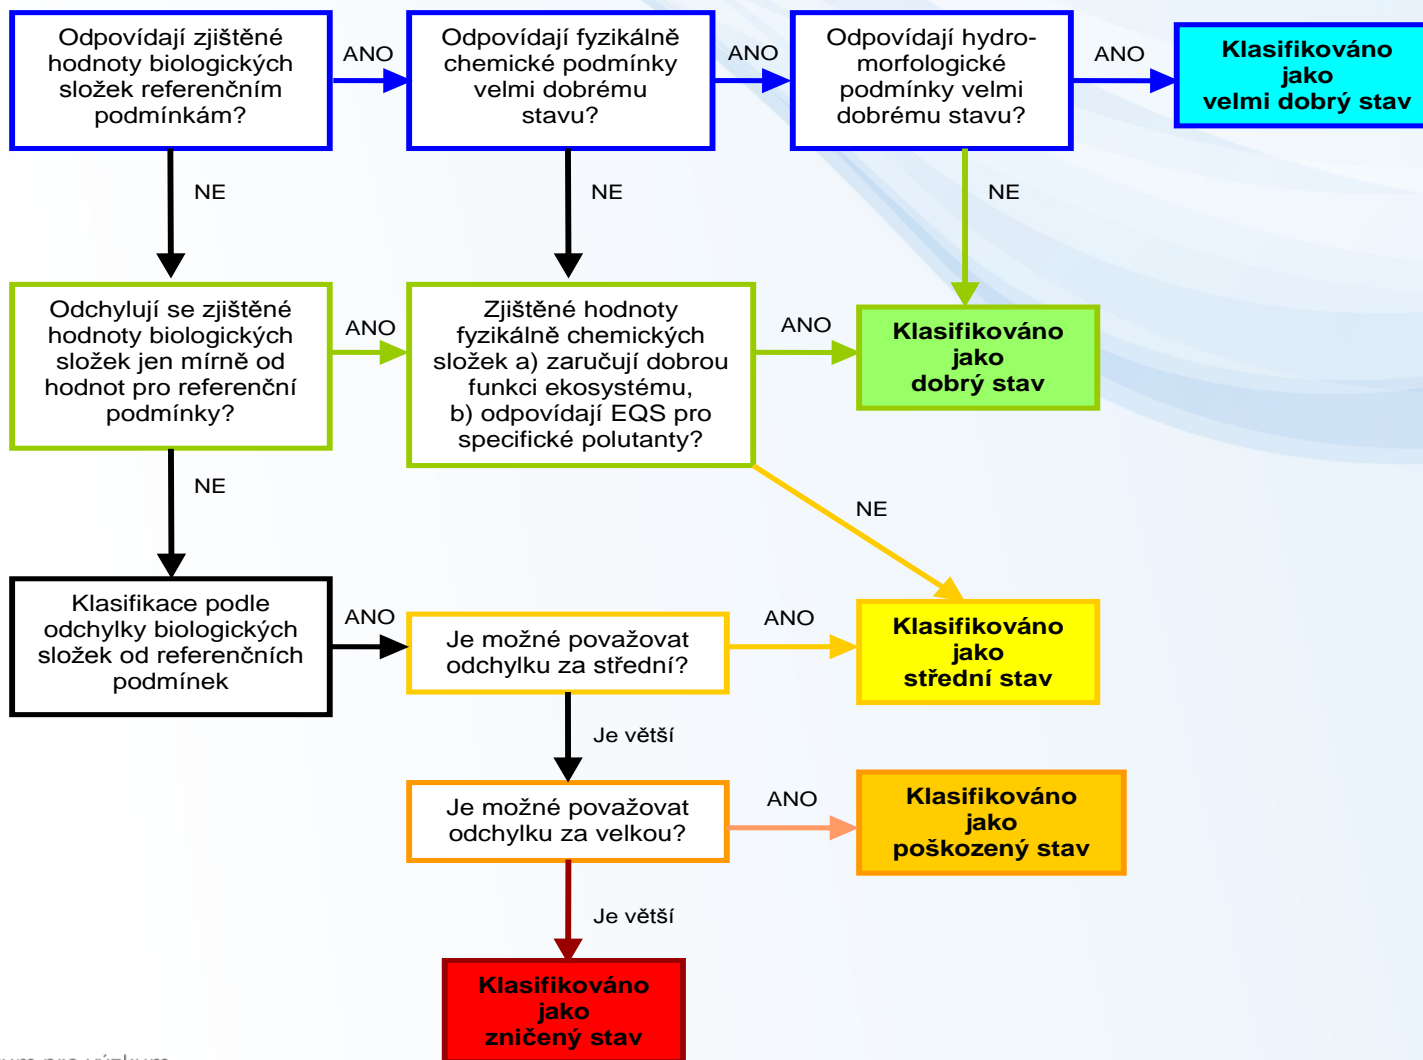 Odpovídají zjištěné
hodnoty biologických
složek referenčním
podmínkám?
ANO
Odpovídají fyzikálně
chemické podmínky
velmi dobrému
stavu?
ANO
Odpovídají hydro-
morfologické
podmínky velmi
dobrému stavu?
ANO
Klasifikováno
jako
velmi dobrý stav
NE
NE
NE
Odchylují se zjištěné
hodnoty biologických
složek jen mírně od
hodnot pro referenční
podmínky?
ANO
Zjištěné hodnoty
fyzikálně chemických
složek a) zaručují dobrou
funkci ekosystému,
b) odpovídají EQS pro
specifické polutanty?
ANO
Klasifikováno
jako
dobrý stav
NE
NE
Klasifikace podle
odchylky biologických
složek od referenčních
podmínek
ANO
Je možné považovat
odchylku za střední?
ANO
Klasifikováno
jako
střední stav
Je větší
Je možné považovat
odchylku za velkou?
ANO
Klasifikováno
jako
poškozený stav
Je větší
Klasifikováno
jako
zničený stav
pro výzkum